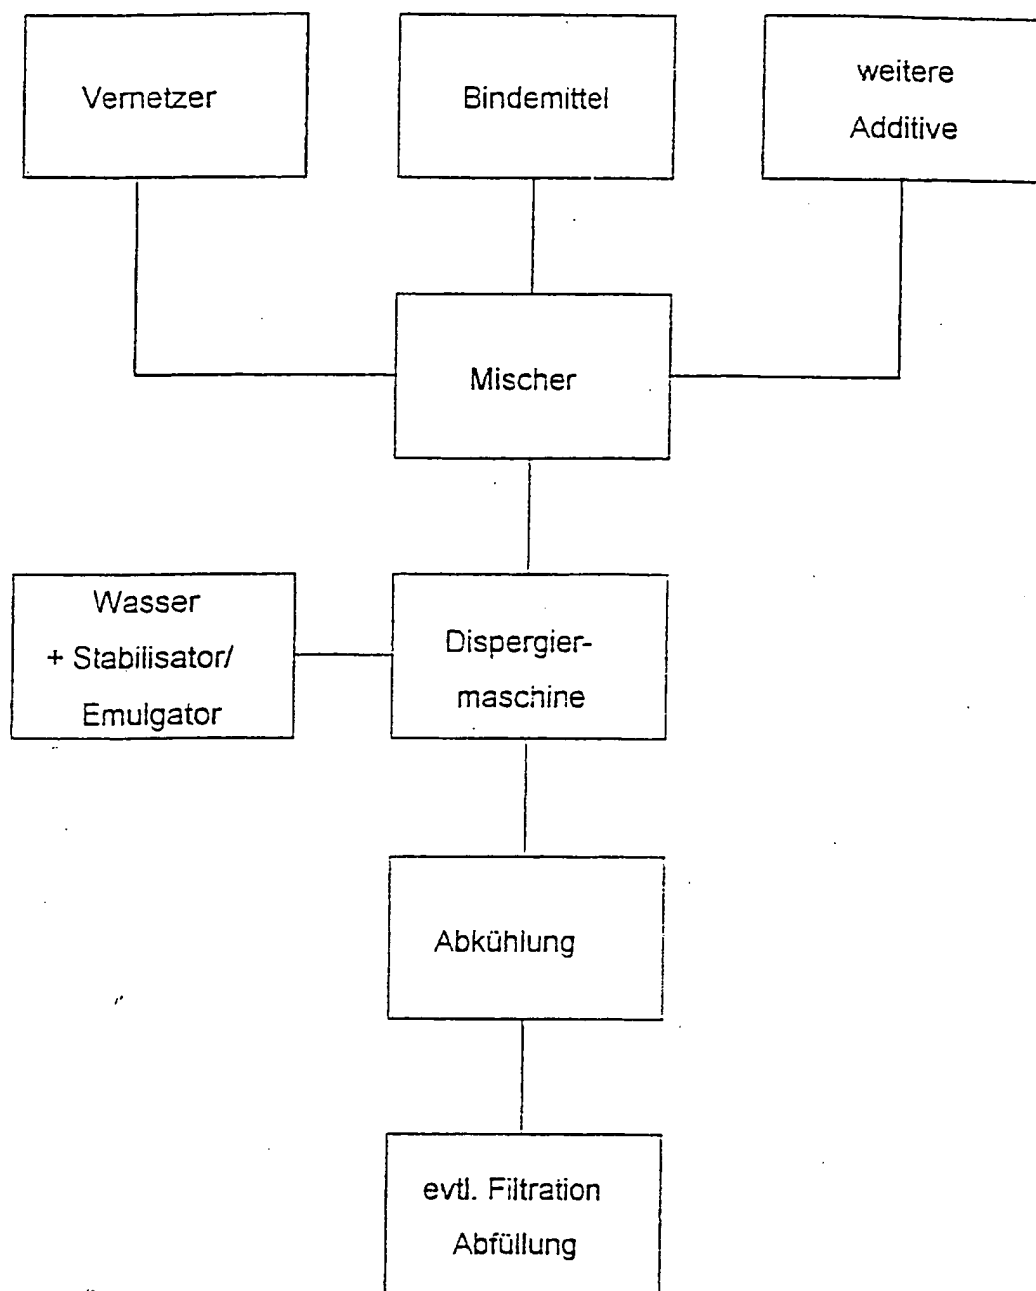 Vernetzer
Bindemittel
weitere
Additive
Mischer
Wasser
+ Stabilisator/
Emulgator
Dispergier-
maschine
Abkühlung
evtl. Filtration
Abfüllung